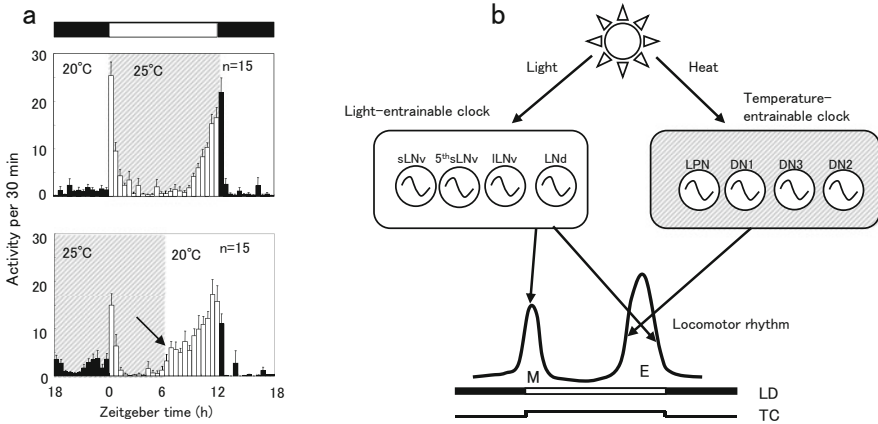 a
20°C
25°C
n=15
30
20
10
0
Activity per 30 min
25°C
20°C
n=15
30
20
10
0
18 0 6 12 18
Zeitgeber time (h)
b
Light
Heat
Light-entrainable clock
Temperature-
entrainable clock
sLNv 5thsLNv lLNv LNd
LPN DN1 DN3 DN2
Locomotor rhythm
M
E
LD
TC